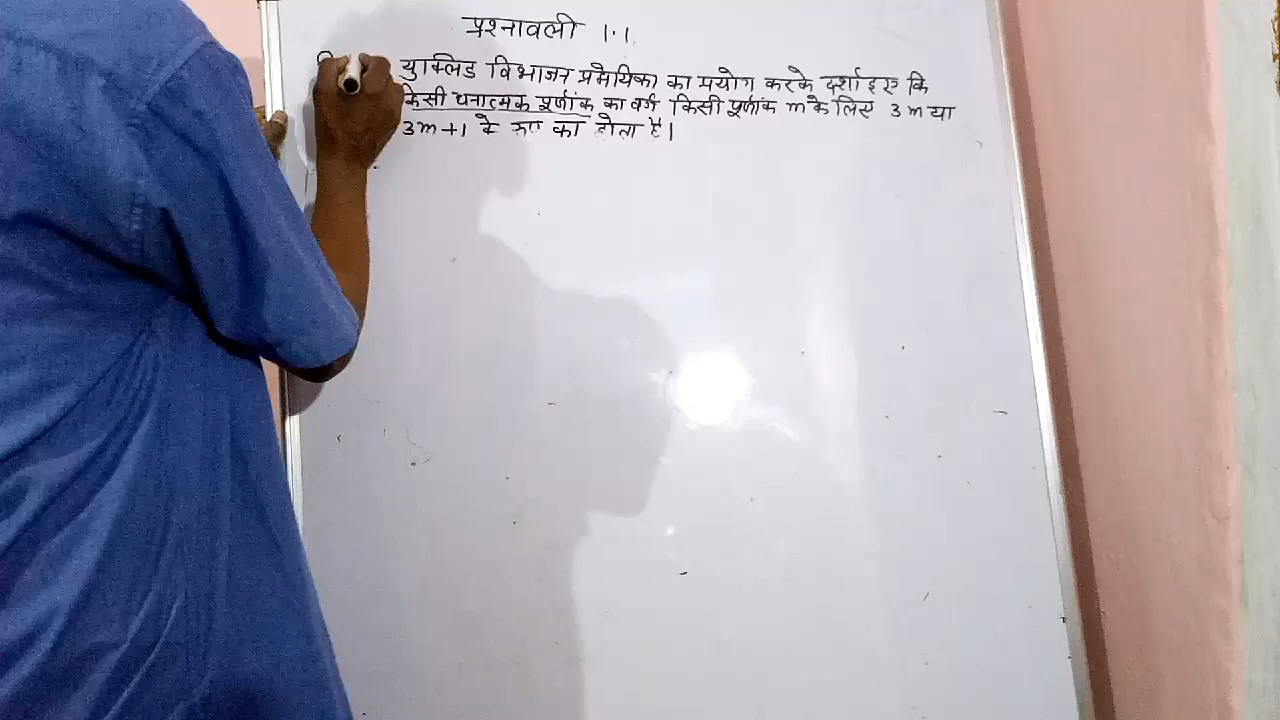 प्रश्नावली 1.1
युक्लिड विभाजन प्रमेयिका का प्रयोग करके दर्शाइए कि
किसी धनात्मक पूर्णांक का वर्ग किसी पूर्णांक m के लिए 3m या
3m+1 के रूप का होता है।